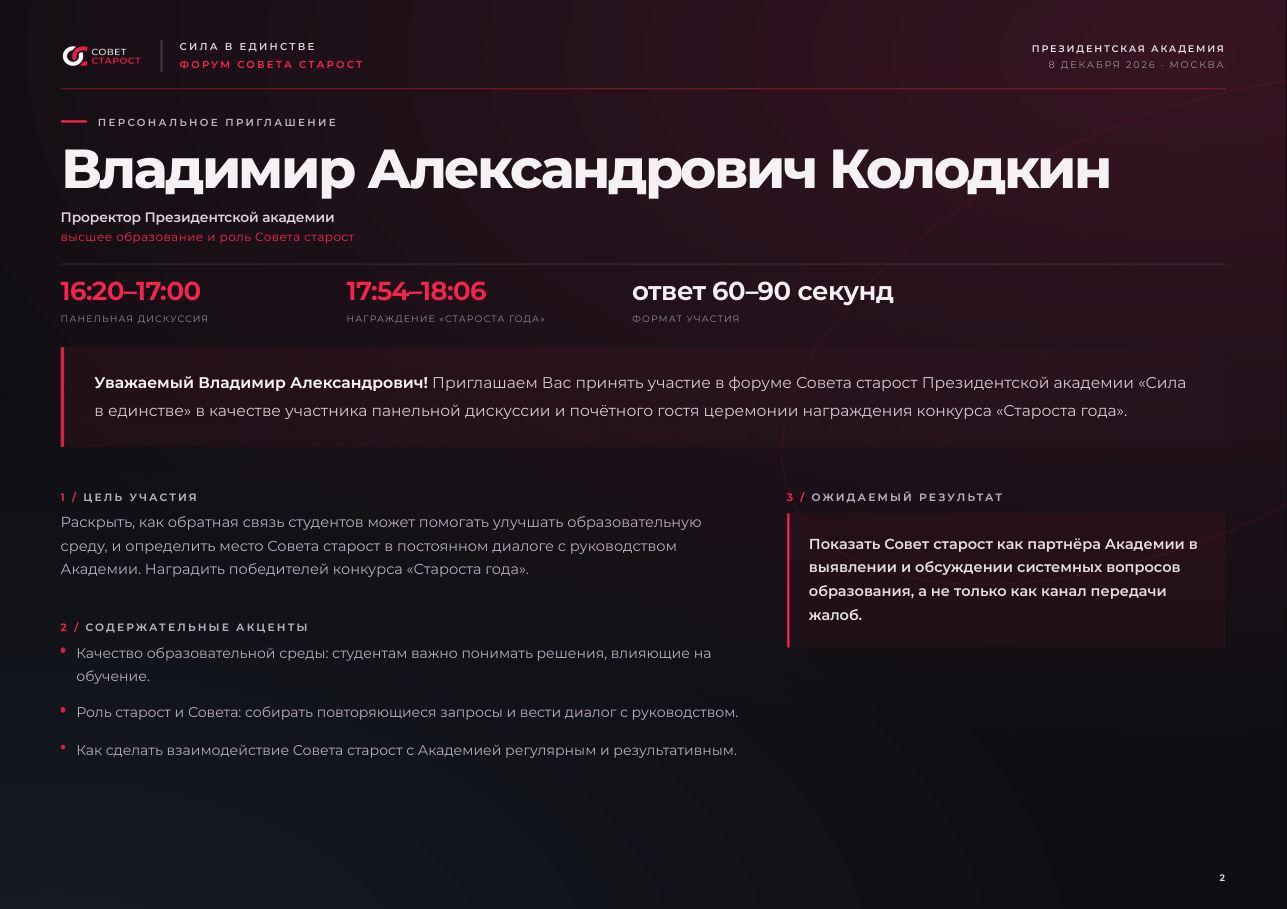 СОВЕТ
СТАРОСТ
СИЛА В ЕДИНСТВЕ
ФОРУМ СОВЕТА СТАРОСТ
ПРЕЗИДЕНТСКАЯ АКАДЕМИЯ
8 ДЕКАБРЯ 2026 · МОСКВА
ПЕРСОНАЛЬНОЕ ПРИГЛАШЕНИЕ
Владимир Александрович Колодкин
Проректор Президентской академии
высшее образование и роль Совета старост
16:20–17:00
ПАНЕЛЬНАЯ ДИСКУССИЯ
17:54–18:06
НАГРАЖДЕНИЕ «СТАРОСТА ГОДА»
ответ 60–90 секунд
ФОРМАТ УЧАСТИЯ
Уважаемый Владимир Александрович! Приглашаем Вас принять участие в форуме Совета старост Президентской академии «Сила
в единстве» в качестве участника панельной дискуссии и почётного гостя церемонии награждения конкурса «Староста года».
1 / ЦЕЛЬ УЧАСТИЯ
Раскрыть, как обратная связь студентов может помогать улучшать образовательную
среду, и определить место Совета старост в постоянном диалоге с руководством
Академии. Наградить победителей конкурса «Староста года».
2 / СОДЕРЖАТЕЛЬНЫЕ АКЦЕНТЫ
• Качество образовательной среды: студентам важно понимать решения, влияющие на
обучение.
• Роль старост и Совета: собирать повторяющиеся запросы и вести диалог с руководством.
• Как сделать взаимодействие Совета старост с Академией регулярным и результативным.
3 / ОЖИДАЕМЫЙ РЕЗУЛЬТАТ
Показать Совет старост как партнёра Академии в
выявлении и обсуждении системных вопросов
образования, а не только как канал передачи
жалоб.
2